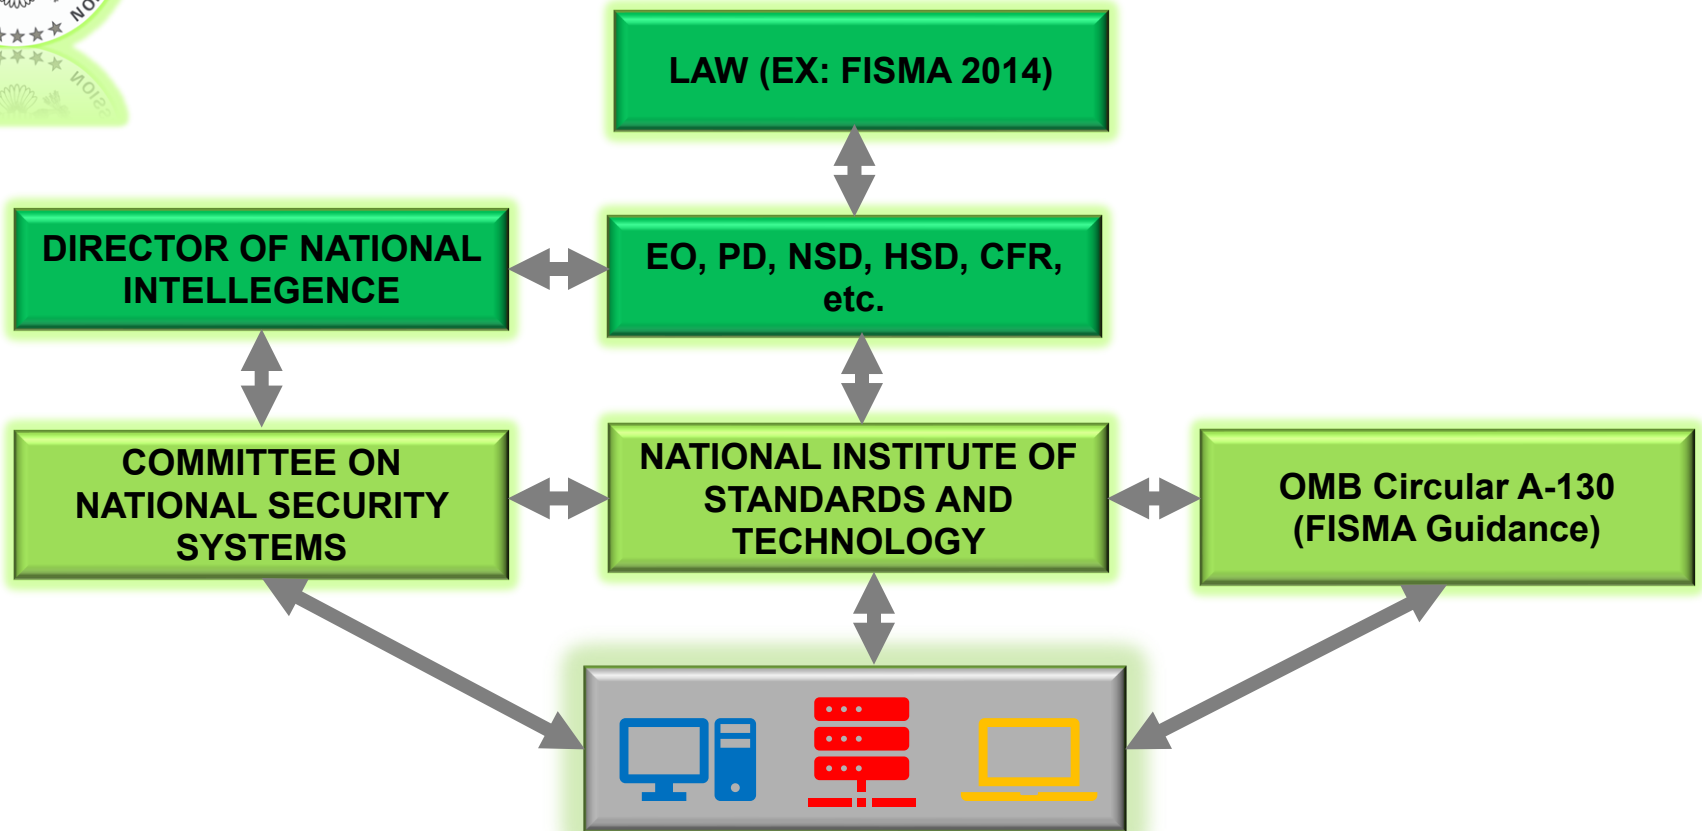 LAW (EX: FISMA 2014)
DIRECTOR OF NATIONAL
INTELLEGENCE
EO, PD, NSD, HSD, CFR,
etc.
COMMITTEE ON
NATIONAL SECURITY
SYSTEMS
NATIONAL INSTITUTE OF
STANDARDS AND
TECHNOLOGY
OMB Circular A-130
(FISMA Guidance)